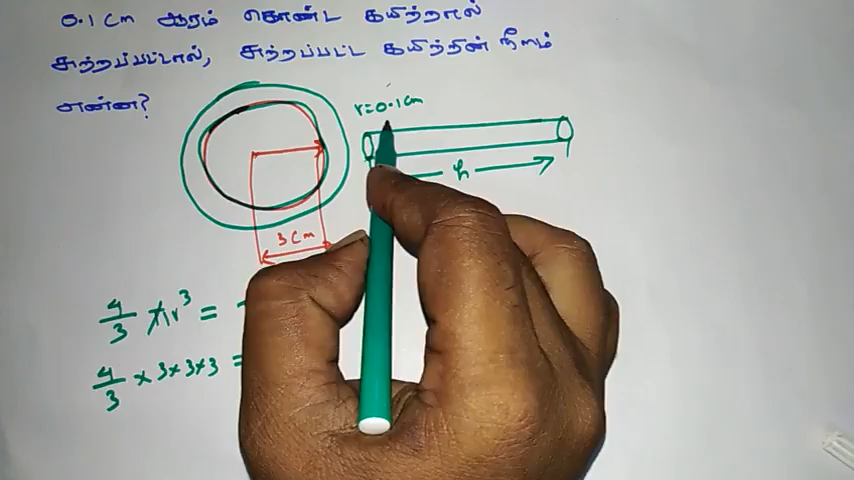 0.1 cm ஆரம் கொண்ட கயிற்றால்
சுற்றப்பட்டால், சுற்றப்பட்ட கயிற்றின் நீளம்
என்ன?
r=0.1cm
h
3cm
4/3 πr³ =
4/3 × 3×3×3 =